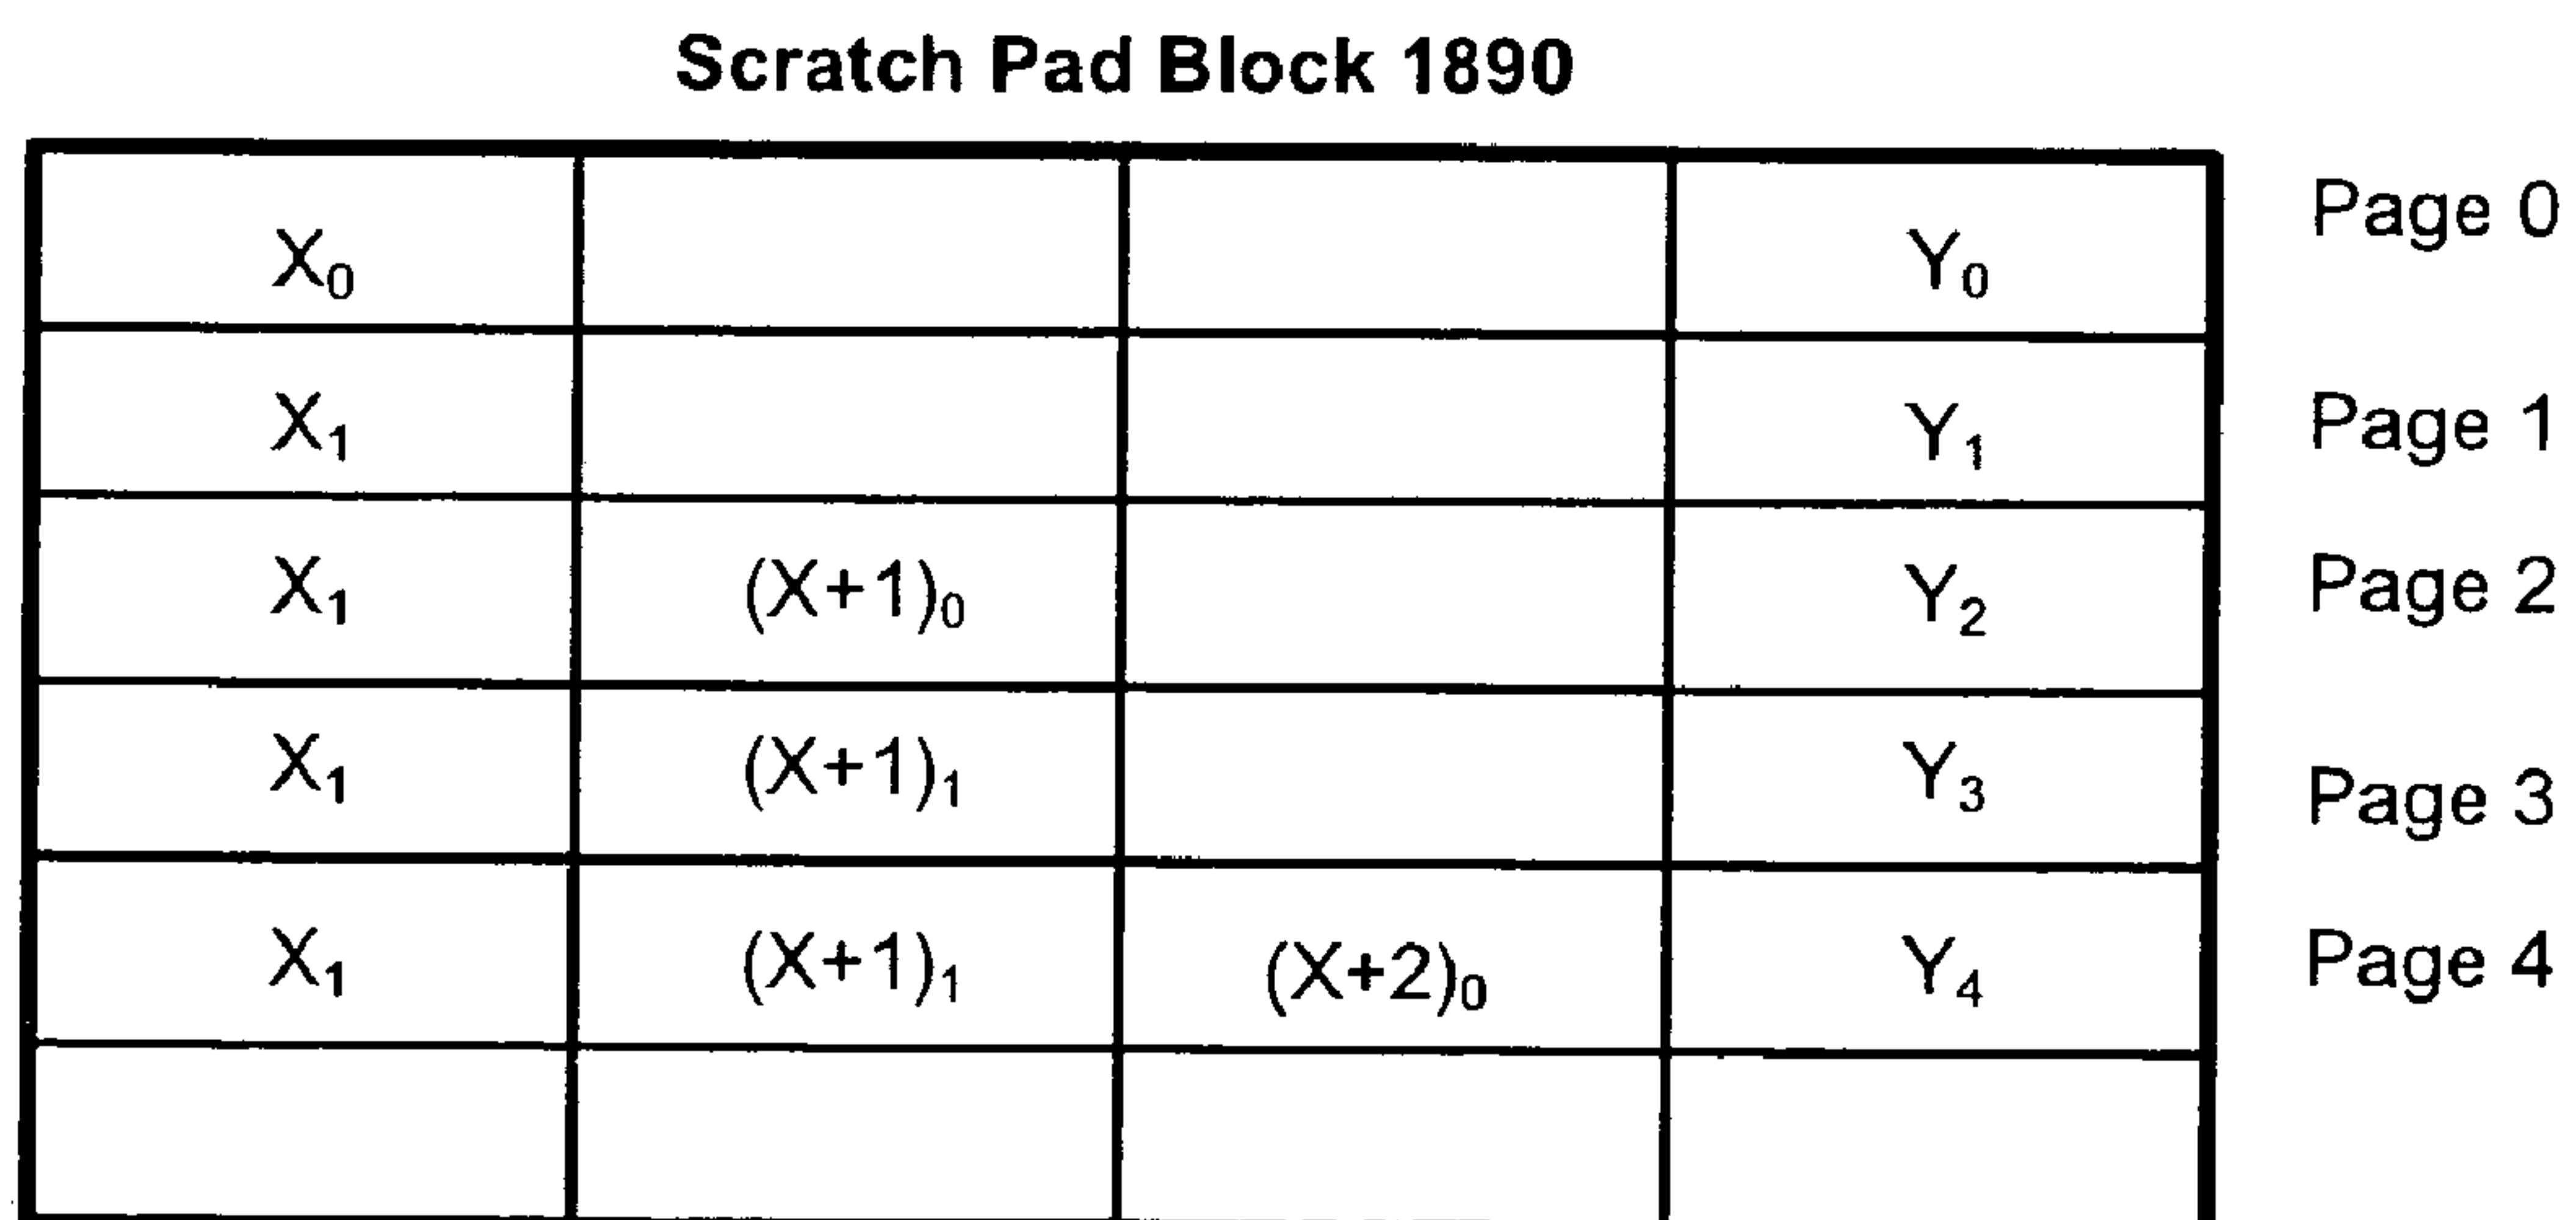 Scratch Pad Block 1890
X₀ Y₀ Page 0
X₁ Y₁ Page 1
X₁ (X+1)₀ Y₂ Page 2
X₁ (X+1)₁ Y₃ Page 3
X₁ (X+1)₁ (X+2)₀ Y₄ Page 4